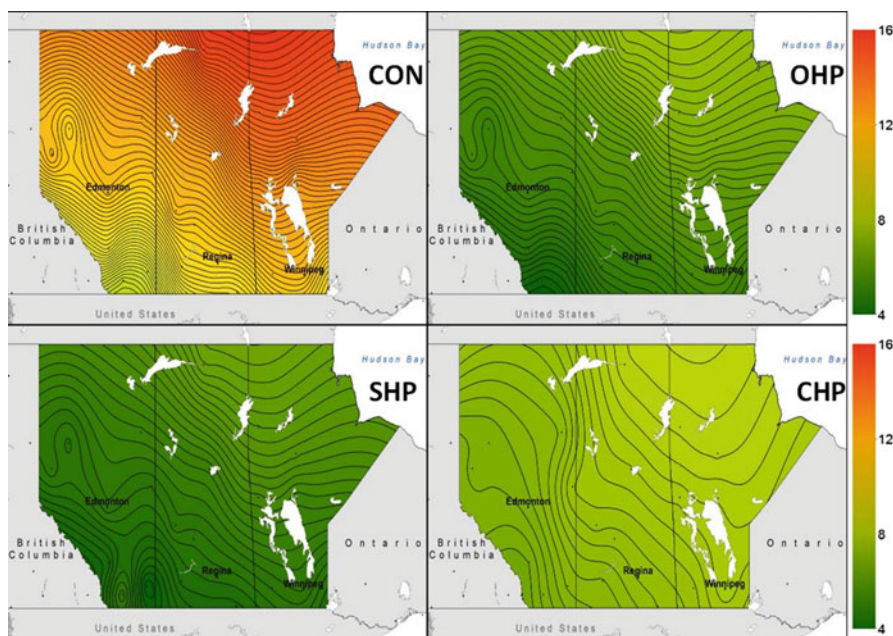 Hudson Bay
CON
Edmonton
British
Columbia
Ontario
Regina
Winnipeg
United States
Hudson Bay
OHP
Edmonton
British
Columbia
Ontario
Regina
Winnipeg
United States
16
12
8
4
Hudson Bay
SHP
Edmonton
British
Columbia
Ontario
Regina
Winnipeg
United States
Hudson Bay
CHP
Edmonton
British
Columbia
Ontario
Regina
Winnipeg
United States
16
12
8
4